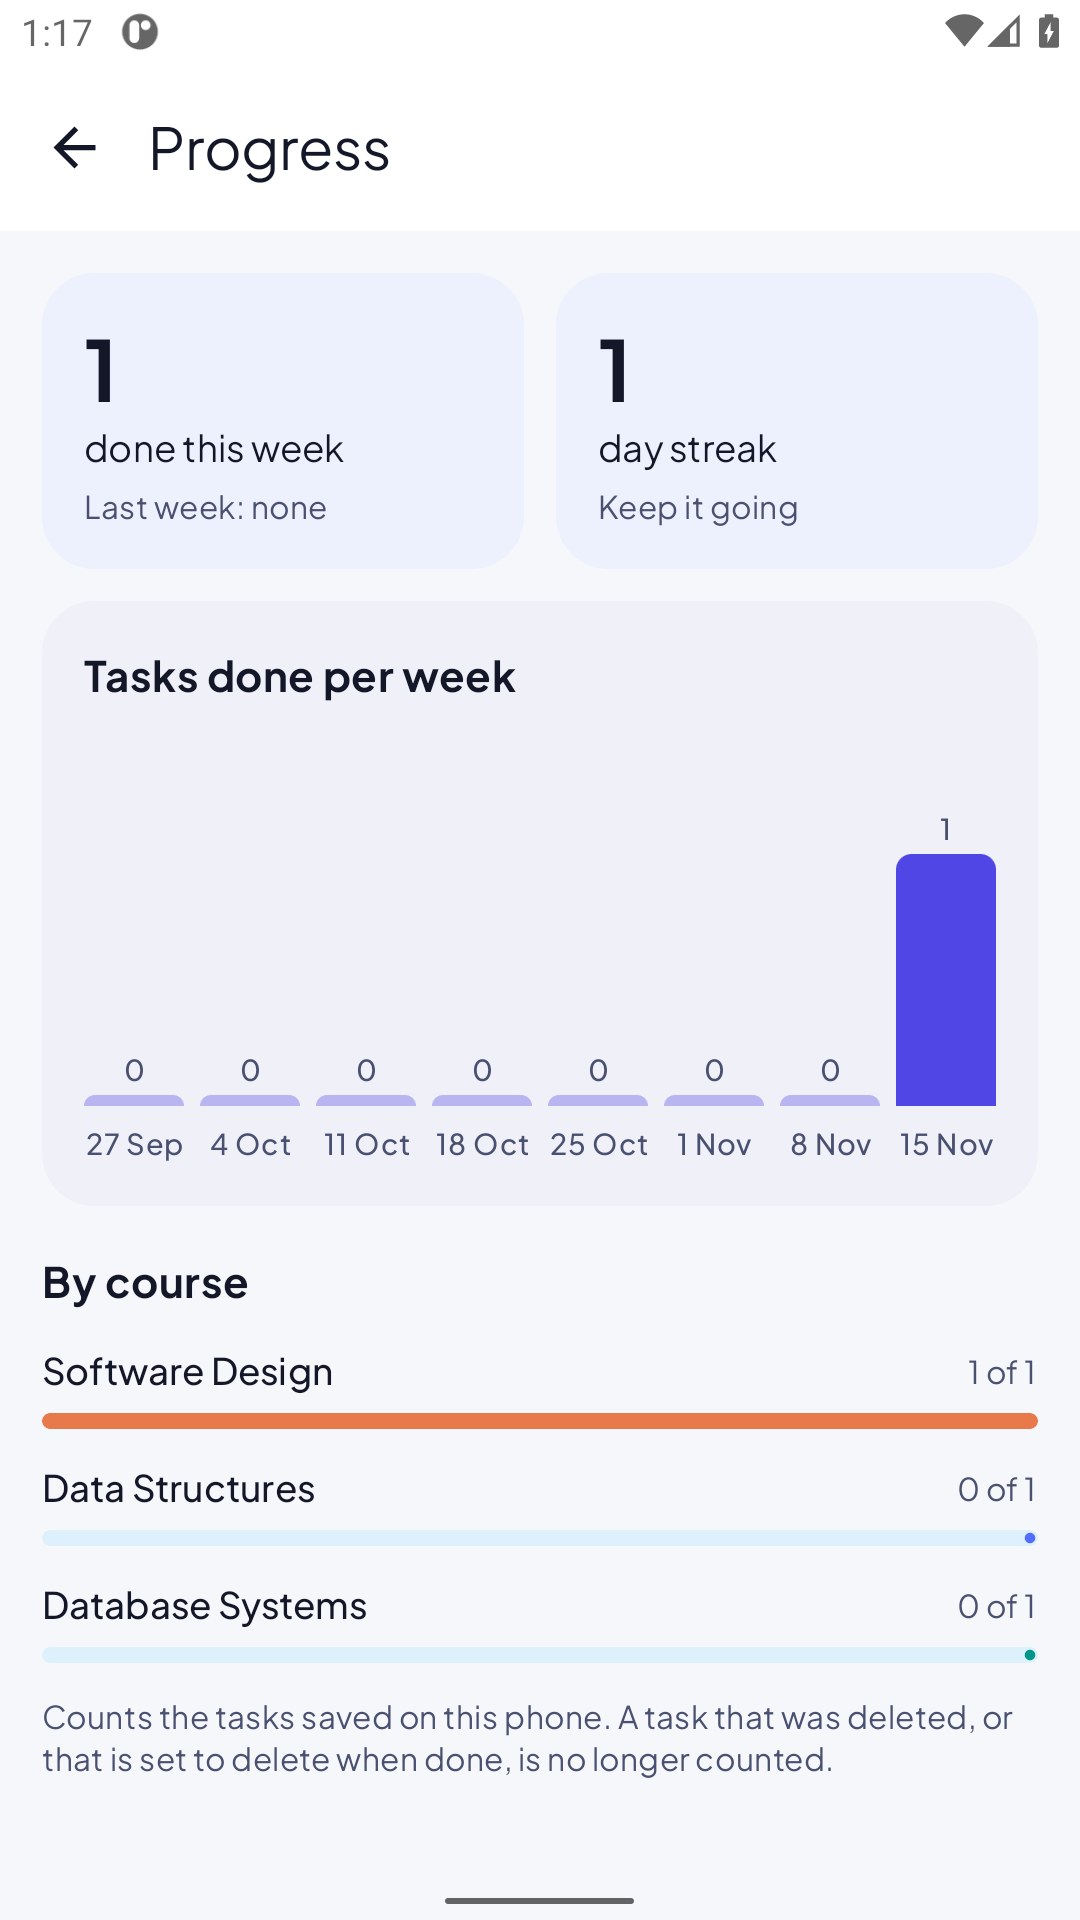 1:17
Progress
1
done this week
Last week: none
1
day streak
Keep it going
Tasks done per week
0 0 0 0 0 0 0 1
27 Sep 4 Oct 11 Oct 18 Oct 25 Oct 1 Nov 8 Nov 15 Nov
By course
Software Design 1 of 1
Data Structures 0 of 1
Database Systems 0 of 1
Counts the tasks saved on this phone. A task that was deleted, or
that is set to delete when done, is no longer counted.